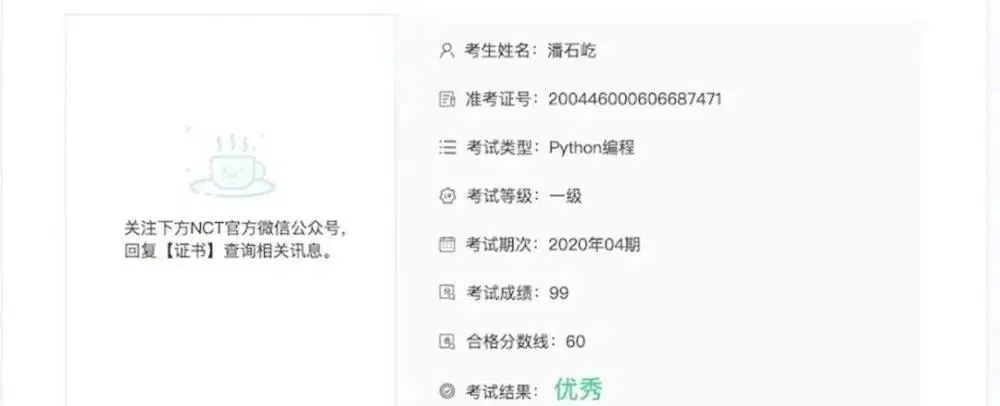 考生姓名：潘石屹
准考证号：200446000606687471
考试类型：Python编程
考试等级：一级
考试期次：2020年04期
考试成绩：99
合格分数线：60
考试结果：优秀
关注下方NCT官方微信公众号，
回复【证书】查询相关讯息。